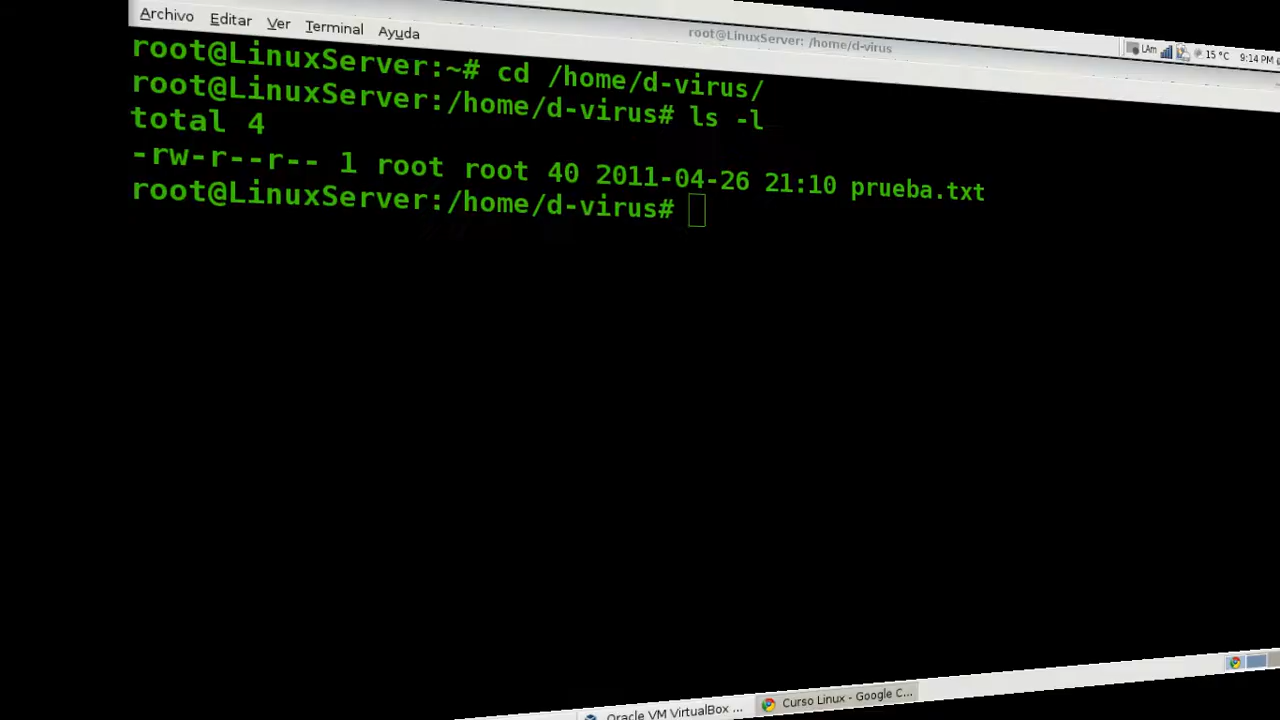 Archivo Editar Ver Terminal Ayuda
root@LinuxServer: /home/d-virus
LAm 15 °C 9:14 PM
root@LinuxServer:~# cd /home/d-virus/
root@LinuxServer:/home/d-virus# ls -l
total 4
-rw-r--r-- 1 root root 40 2011-04-26 21:10 prueba.txt
root@LinuxServer:/home/d-virus#
Oracle VM VirtualBox ...
Curso Linux - Google C...